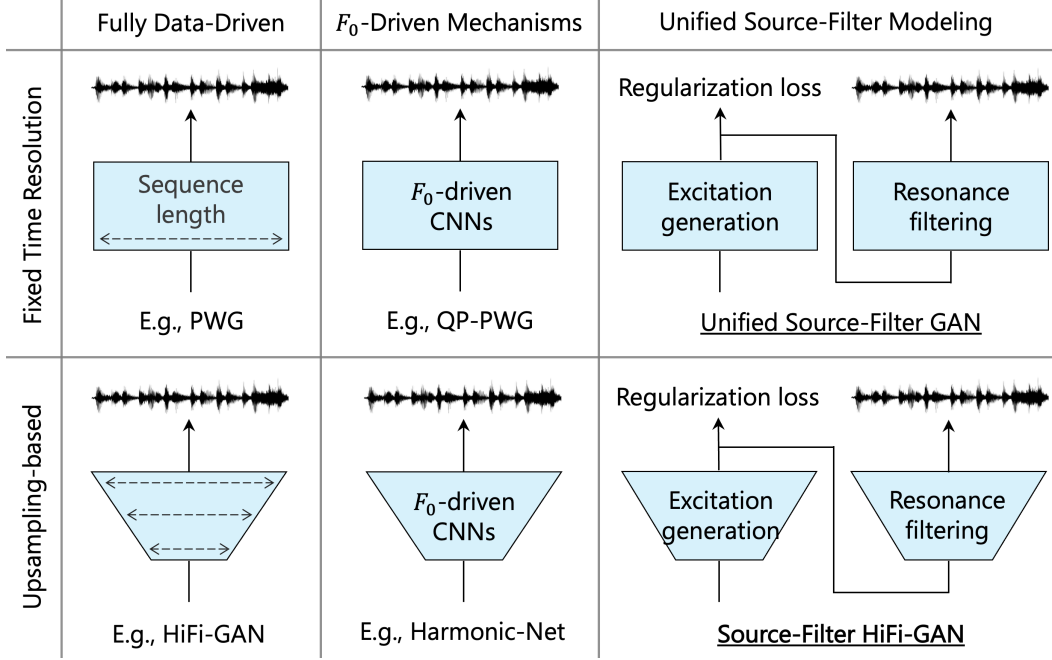 Fully Data-Driven
F₀-Driven Mechanisms
Unified Source-Filter Modeling
Fixed Time Resolution
Sequence
length
E.g., PWG
F₀-driven
CNNs
E.g., QP-PWG
Regularization loss
Excitation
generation
Resonance
filtering
Unified Source-Filter GAN
Upsampling-based
E.g., HiFi-GAN
F₀-driven
CNNs
E.g., Harmonic-Net
Regularization loss
Excitation
generation
Resonance
filtering
Source-Filter HiFi-GAN